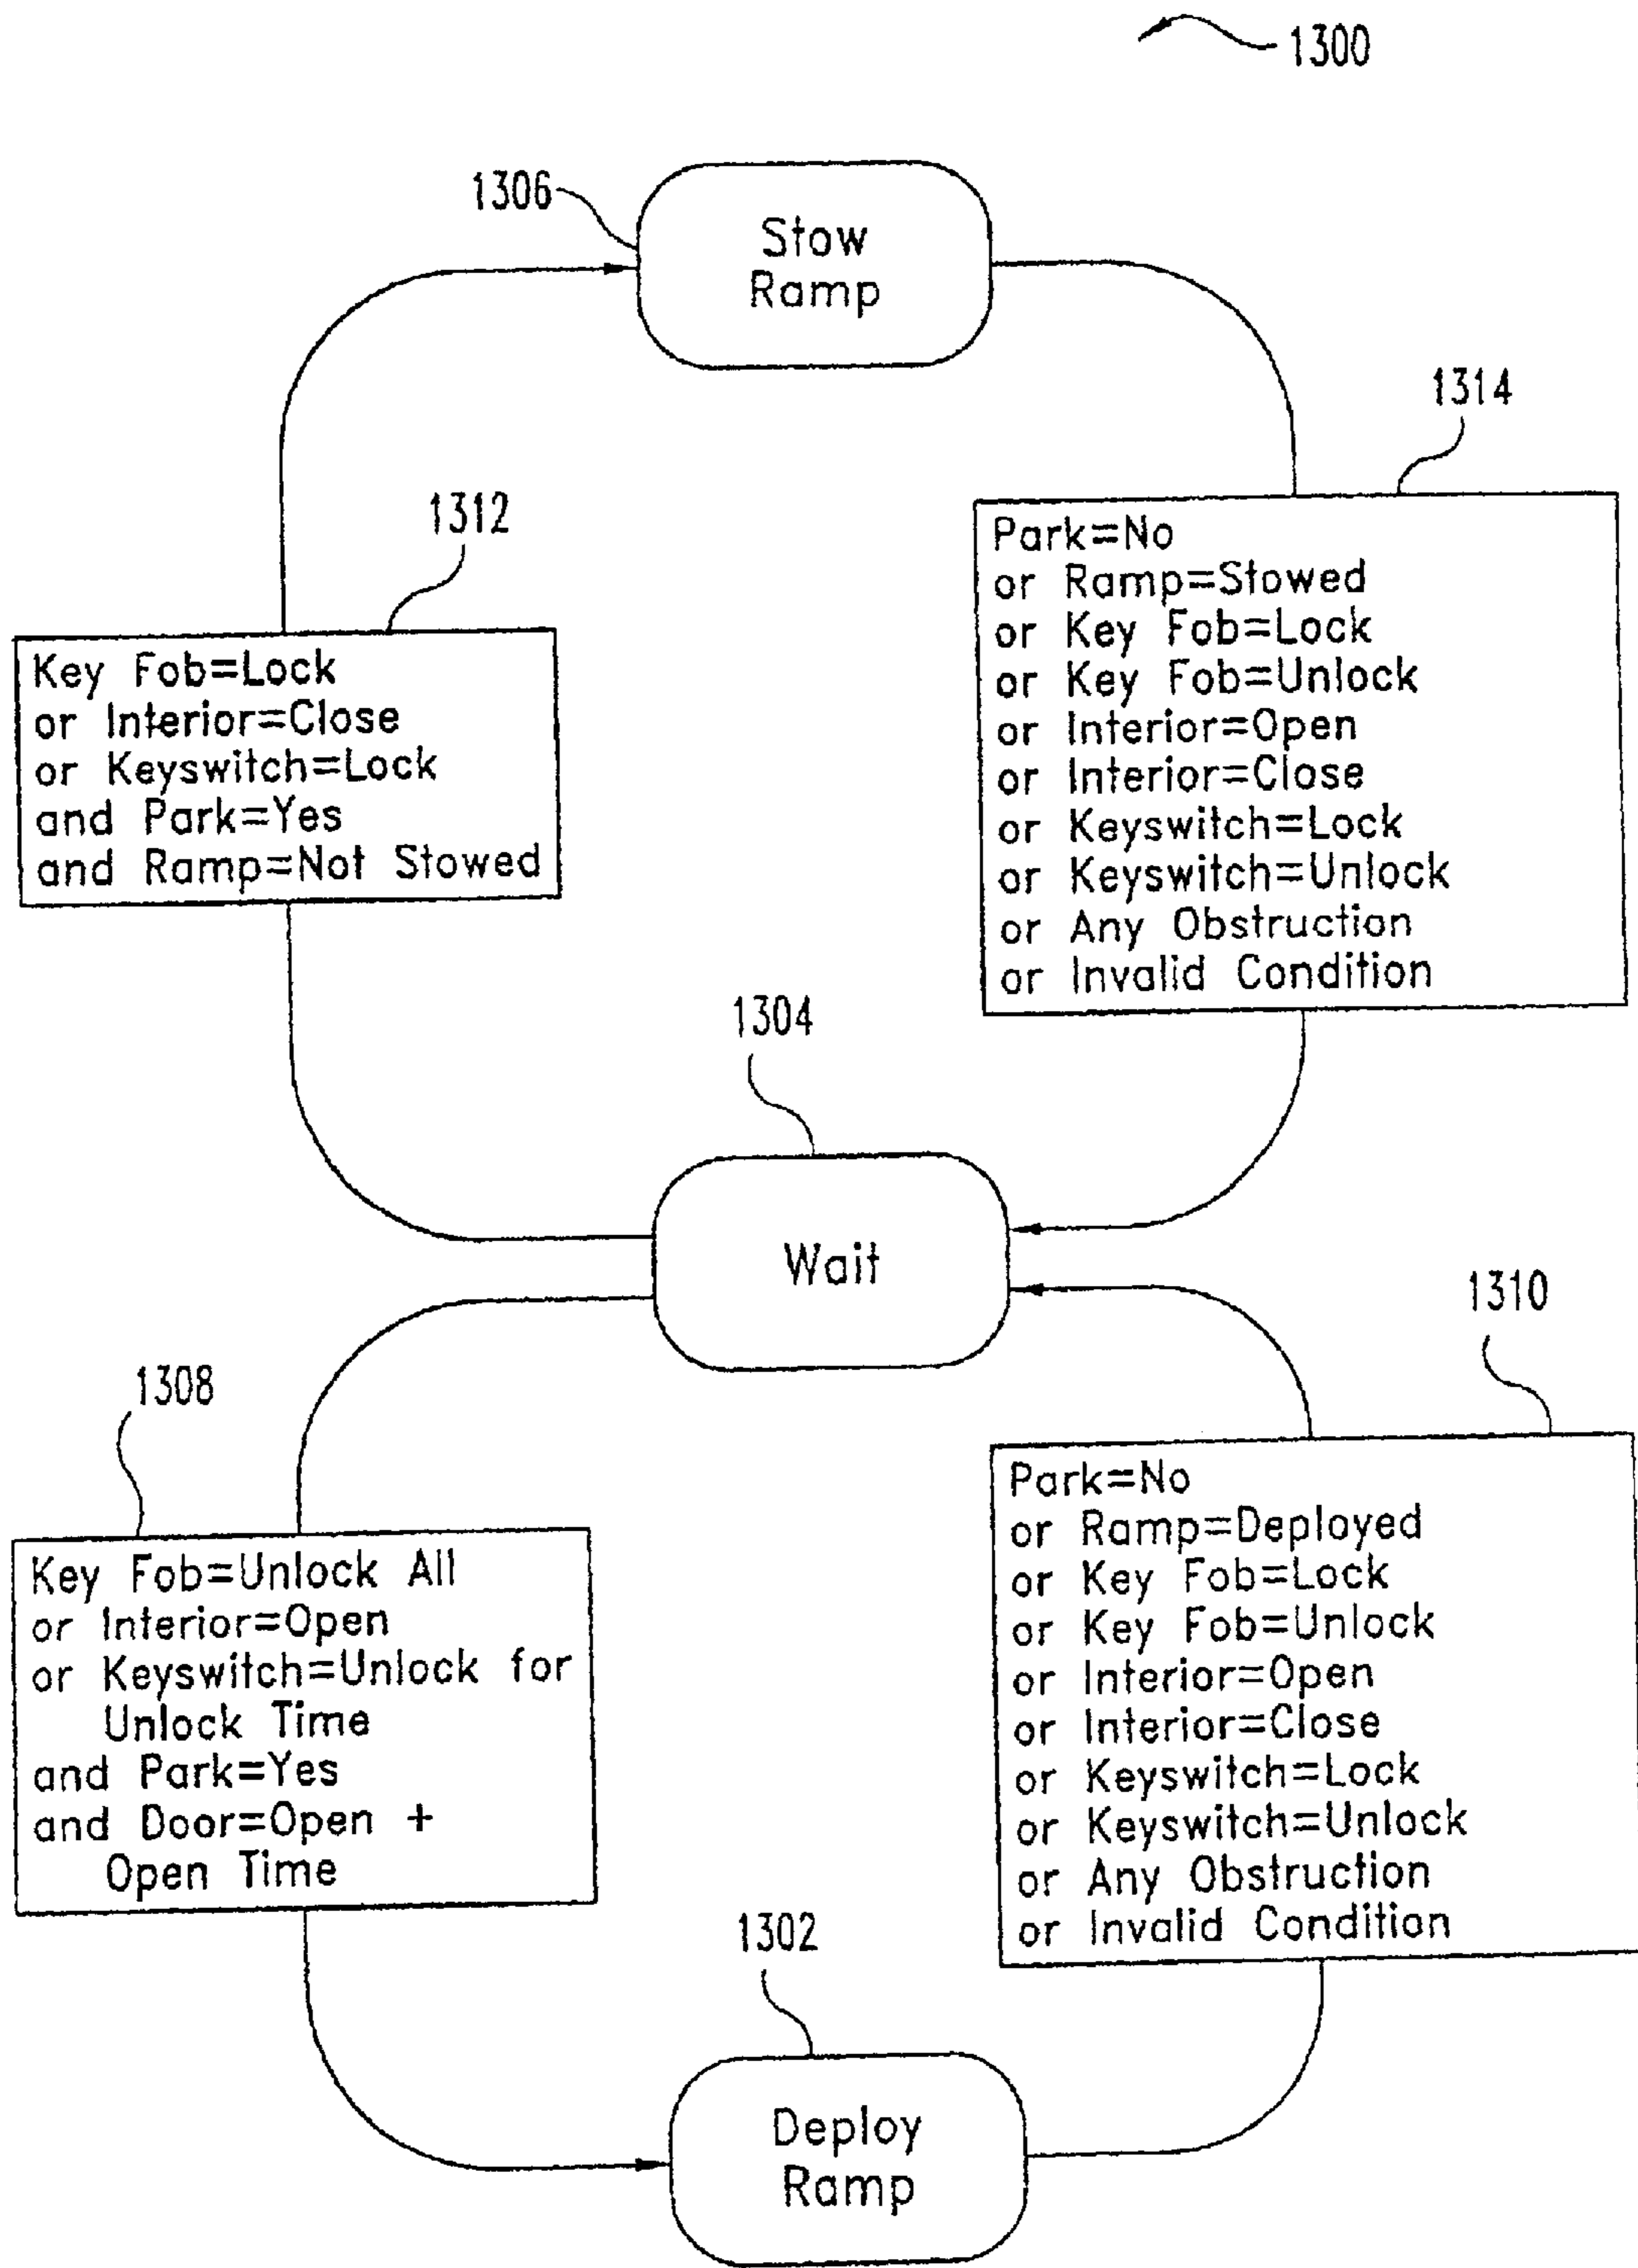 1300
1306
Stow
Ramp
1314
1312
Park=No
or Ramp=Stowed
or Key Fob=Lock
or Key Fob=Unlock
or Interior=Open
or Interior=Close
or Keyswitch=Lock
or Keyswitch=Unlock
or Any Obstruction
or Invalid Condition
Key Fob=Lock
or Interior=Close
or Keyswitch=Lock
and Park=Yes
and Ramp=Not Stowed
1304
Wait
1310
1308
Park=No
or Ramp=Deployed
or Key Fob=Lock
or Key Fob=Unlock
or Interior=Open
or Interior=Close
or Keyswitch=Lock
or Keyswitch=Unlock
or Any Obstruction
or Invalid Condition
Key Fob=Unlock All
or Interior=Open
or Keyswitch=Unlock for
Unlock Time
and Park=Yes
and Door=Open +
Open Time
1302
Deploy
Ramp